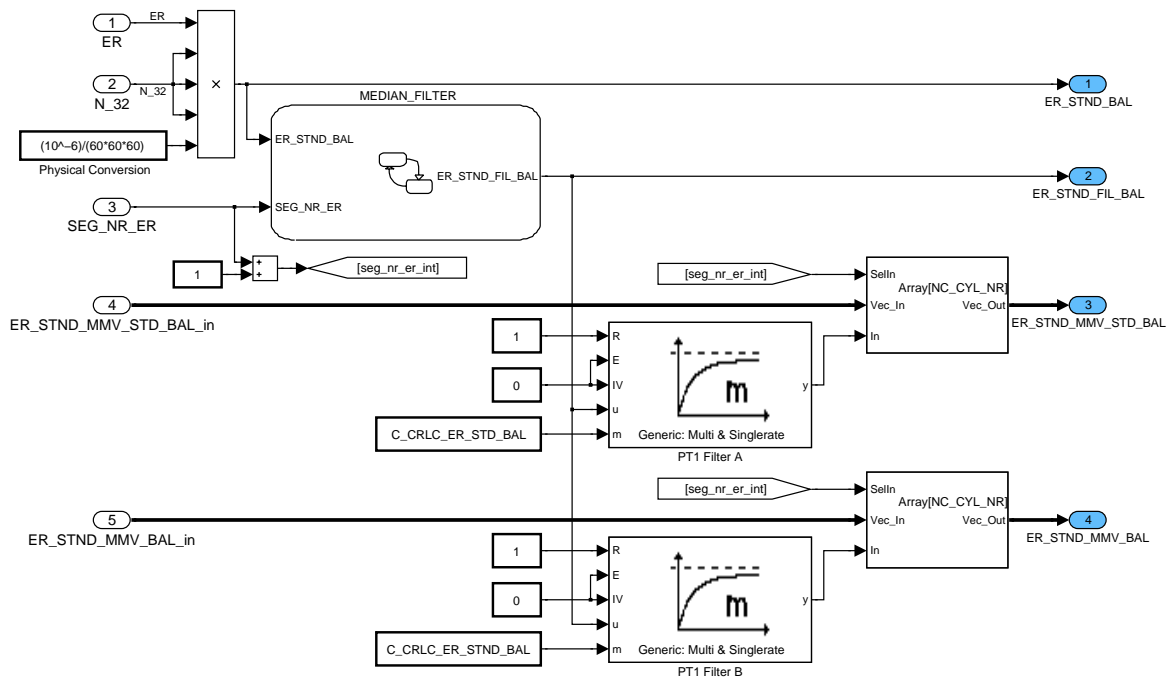 1
ER
ER
2
N_32
N_32
×
(10^−6)/(60*60*60)
Physical Conversion
MEDIAN_FILTER
ER_STND_BAL
ER_STND_FIL_BAL
SEG_NR_ER
1
ER_STND_BAL
2
ER_STND_FIL_BAL
3
SEG_NR_ER
1
+
+
[seg_nr_er_int]
4
ER_STND_MMV_STD_BAL_in
[seg_nr_er_int]
SelIn
Array[NC_CYL_NR]
Vec_In
Vec_Out
In
3
ER_STND_MMV_STD_BAL
1
0
C_CRLC_ER_STD_BAL
R
E
IV
u
m
y
m
Generic: Multi & Singlerate
PT1 Filter A
5
ER_STND_MMV_BAL_in
[seg_nr_er_int]
SelIn
Array[NC_CYL_NR]
Vec_In
Vec_Out
In
4
ER_STND_MMV_BAL
1
0
C_CRLC_ER_STND_BAL
R
E
IV
u
m
y
m
Generic: Multi & Singlerate
PT1 Filter B